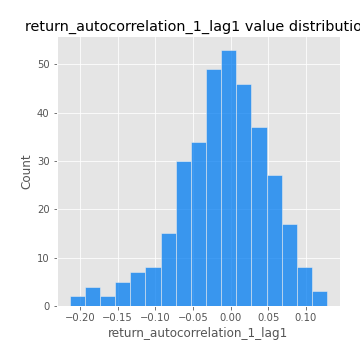 return_autocorrelation_1_lag1 value distributio
50
40
30
20
10
0
Count
−0.20 −0.15 −0.10 −0.05 0.00 0.05 0.10
return_autocorrelation_1_lag1